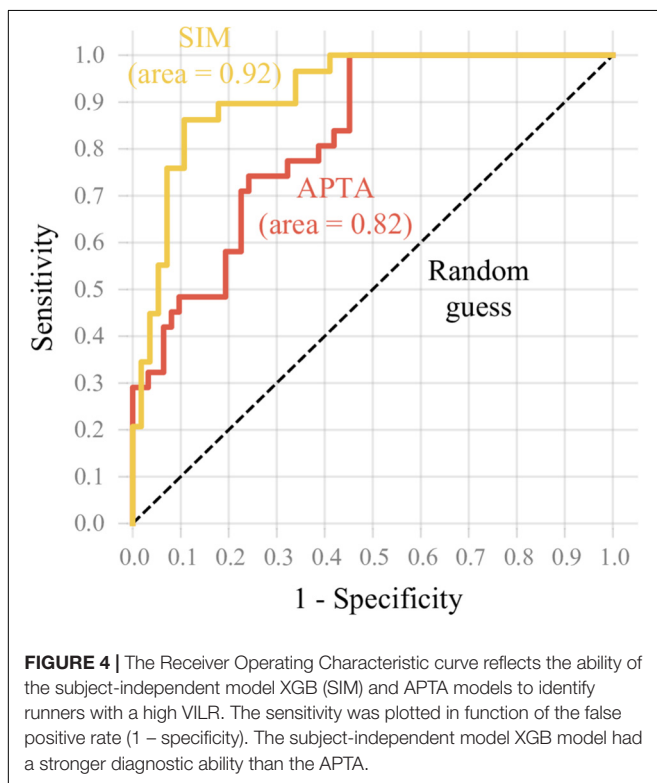 1.0
0.9
0.8
0.7
0.6
0.5
0.4
0.3
0.2
0.1
0.0
Sensitivity
SIM
(area = 0.92)
APTA
(area = 0.82)
Random
guess
0.0 0.1 0.2 0.3 0.4 0.5 0.6 0.7 0.8 0.9 1.0
1 - Specificity
FIGURE 4 | The Receiver Operating Characteristic curve reflects the ability of
the subject-independent model XGB (SIM) and APTA models to identify
runners with a high VILR. The sensitivity was plotted in function of the false
positive rate (1 – specificity). The subject-independent model XGB model had
a stronger diagnostic ability than the APTA.